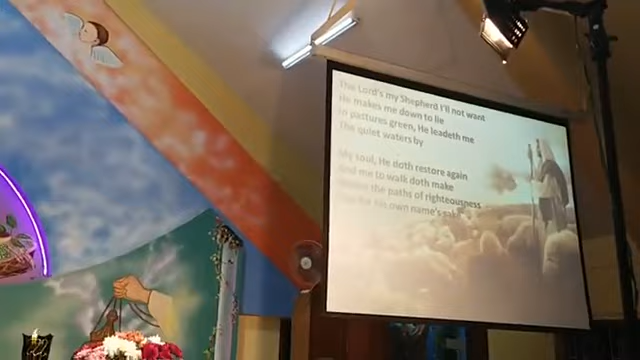 The Lord's my Shepherd I'll not want
He makes me down to lie
In pastures green, He leadeth me
The quiet waters by
My soul, He doth restore again
And me to walk doth make
the paths of righteousness
for His own name's sake